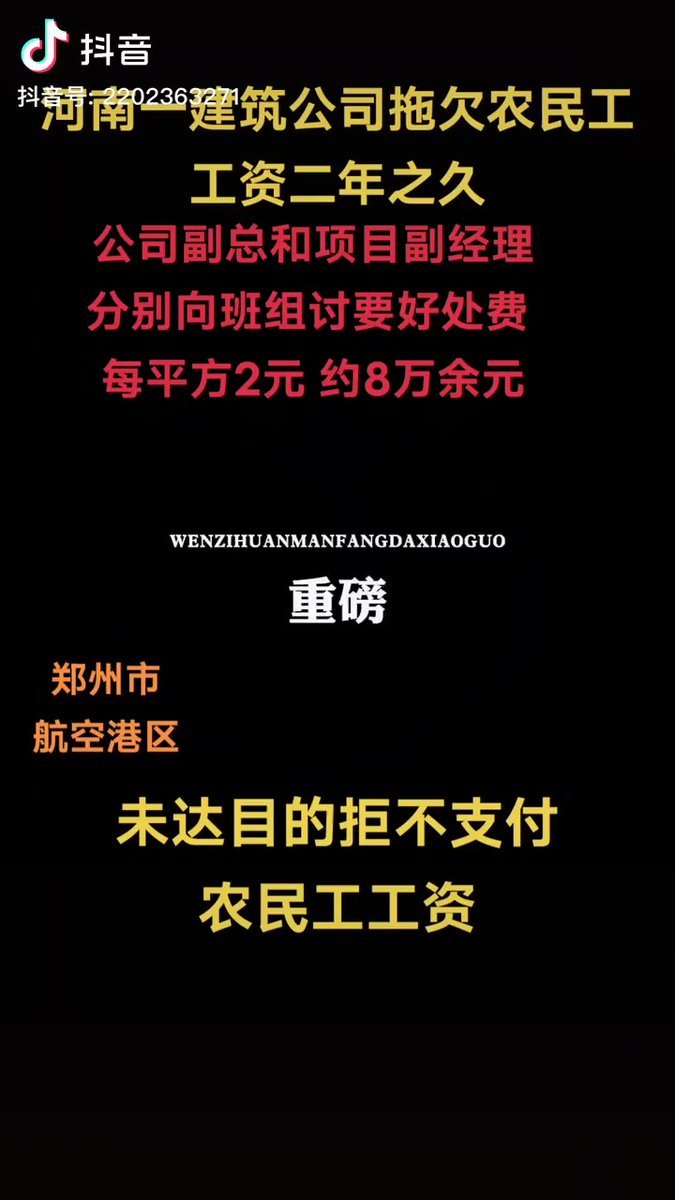 抖音
抖音号: 2202363271
河南一建筑公司拖欠农民工
工资二年之久
公司副总和项目副经理
分别向班组讨要好处费
每平方2元 约8万余元
WENZIHUANMANFANGDAXIAOGUO
重磅
郑州市
航空港区
未达目的拒不支付
农民工工资